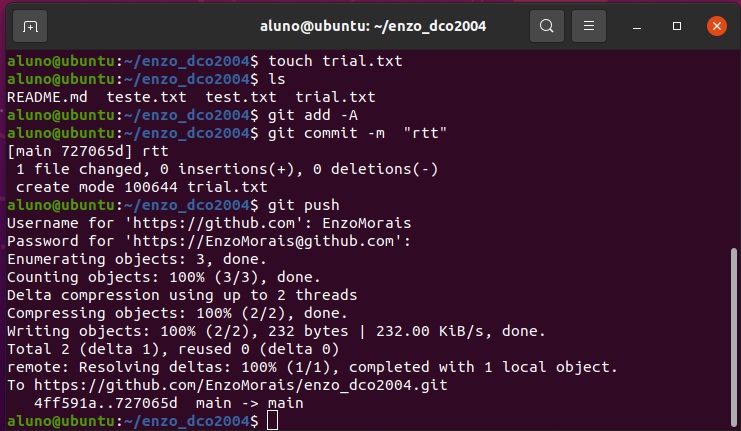 aluno@ubuntu: ~/enzo_dco2004
aluno@ubuntu:~/enzo_dco2004$ touch trial.txt
aluno@ubuntu:~/enzo_dco2004$ ls
README.md  teste.txt  test.txt  trial.txt
aluno@ubuntu:~/enzo_dco2004$ git add -A
aluno@ubuntu:~/enzo_dco2004$ git commit -m  "rtt"
[main 727065d] rtt
 1 file changed, 0 insertions(+), 0 deletions(-)
 create mode 100644 trial.txt
aluno@ubuntu:~/enzo_dco2004$ git push
Username for 'https://github.com': EnzoMorais
Password for 'https://EnzoMorais@github.com':
Enumerating objects: 3, done.
Counting objects: 100% (3/3), done.
Delta compression using up to 2 threads
Compressing objects: 100% (2/2), done.
Writing objects: 100% (2/2), 232 bytes | 232.00 KiB/s, done.
Total 2 (delta 1), reused 0 (delta 0)
remote: Resolving deltas: 100% (1/1), completed with 1 local object.
To https://github.com/EnzoMorais/enzo_dco2004.git
   4ff591a..727065d  main -> main
aluno@ubuntu:~/enzo_dco2004$